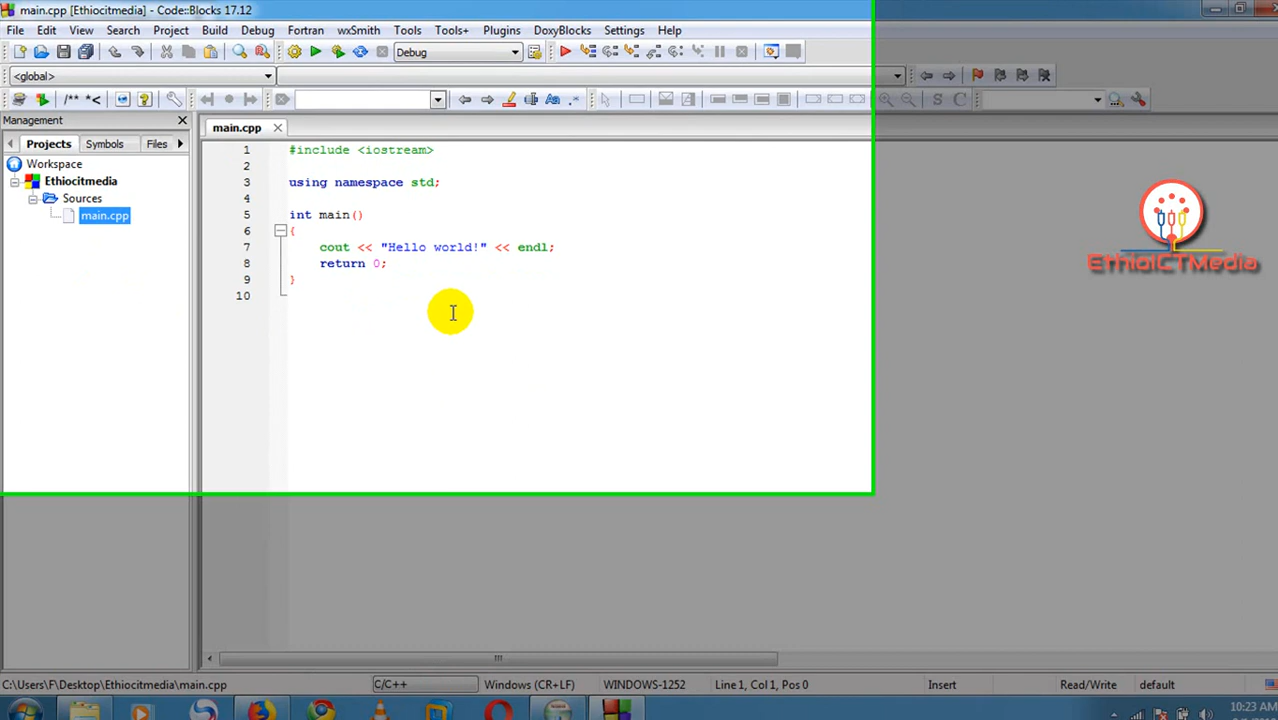 main.cpp [Ethiocitmedia] - Code::Blocks 17.12
File Edit View Search Project Build Debug Fortran wxSmith Tools Tools+ Plugins DoxyBlocks Settings Help
Debug
<global>
/** *< Aa .* S C
Management
main.cpp
Projects Symbols Files
Workspace
Ethiocitmedia
Sources
main.cpp
1 #include <iostream>
2
3 using namespace std;
4
5 int main()
6 {
7 cout << "Hello world!" << endl;
8 return 0;
9 }
10
EthioICTMedia
C:\Users\F\Desktop\Ethiocitmedia\main.cpp C/C++ Windows (CR+LF) WINDOWS-1252 Line 1, Col 1, Pos 0 Insert Read/Write default
10:23 AM